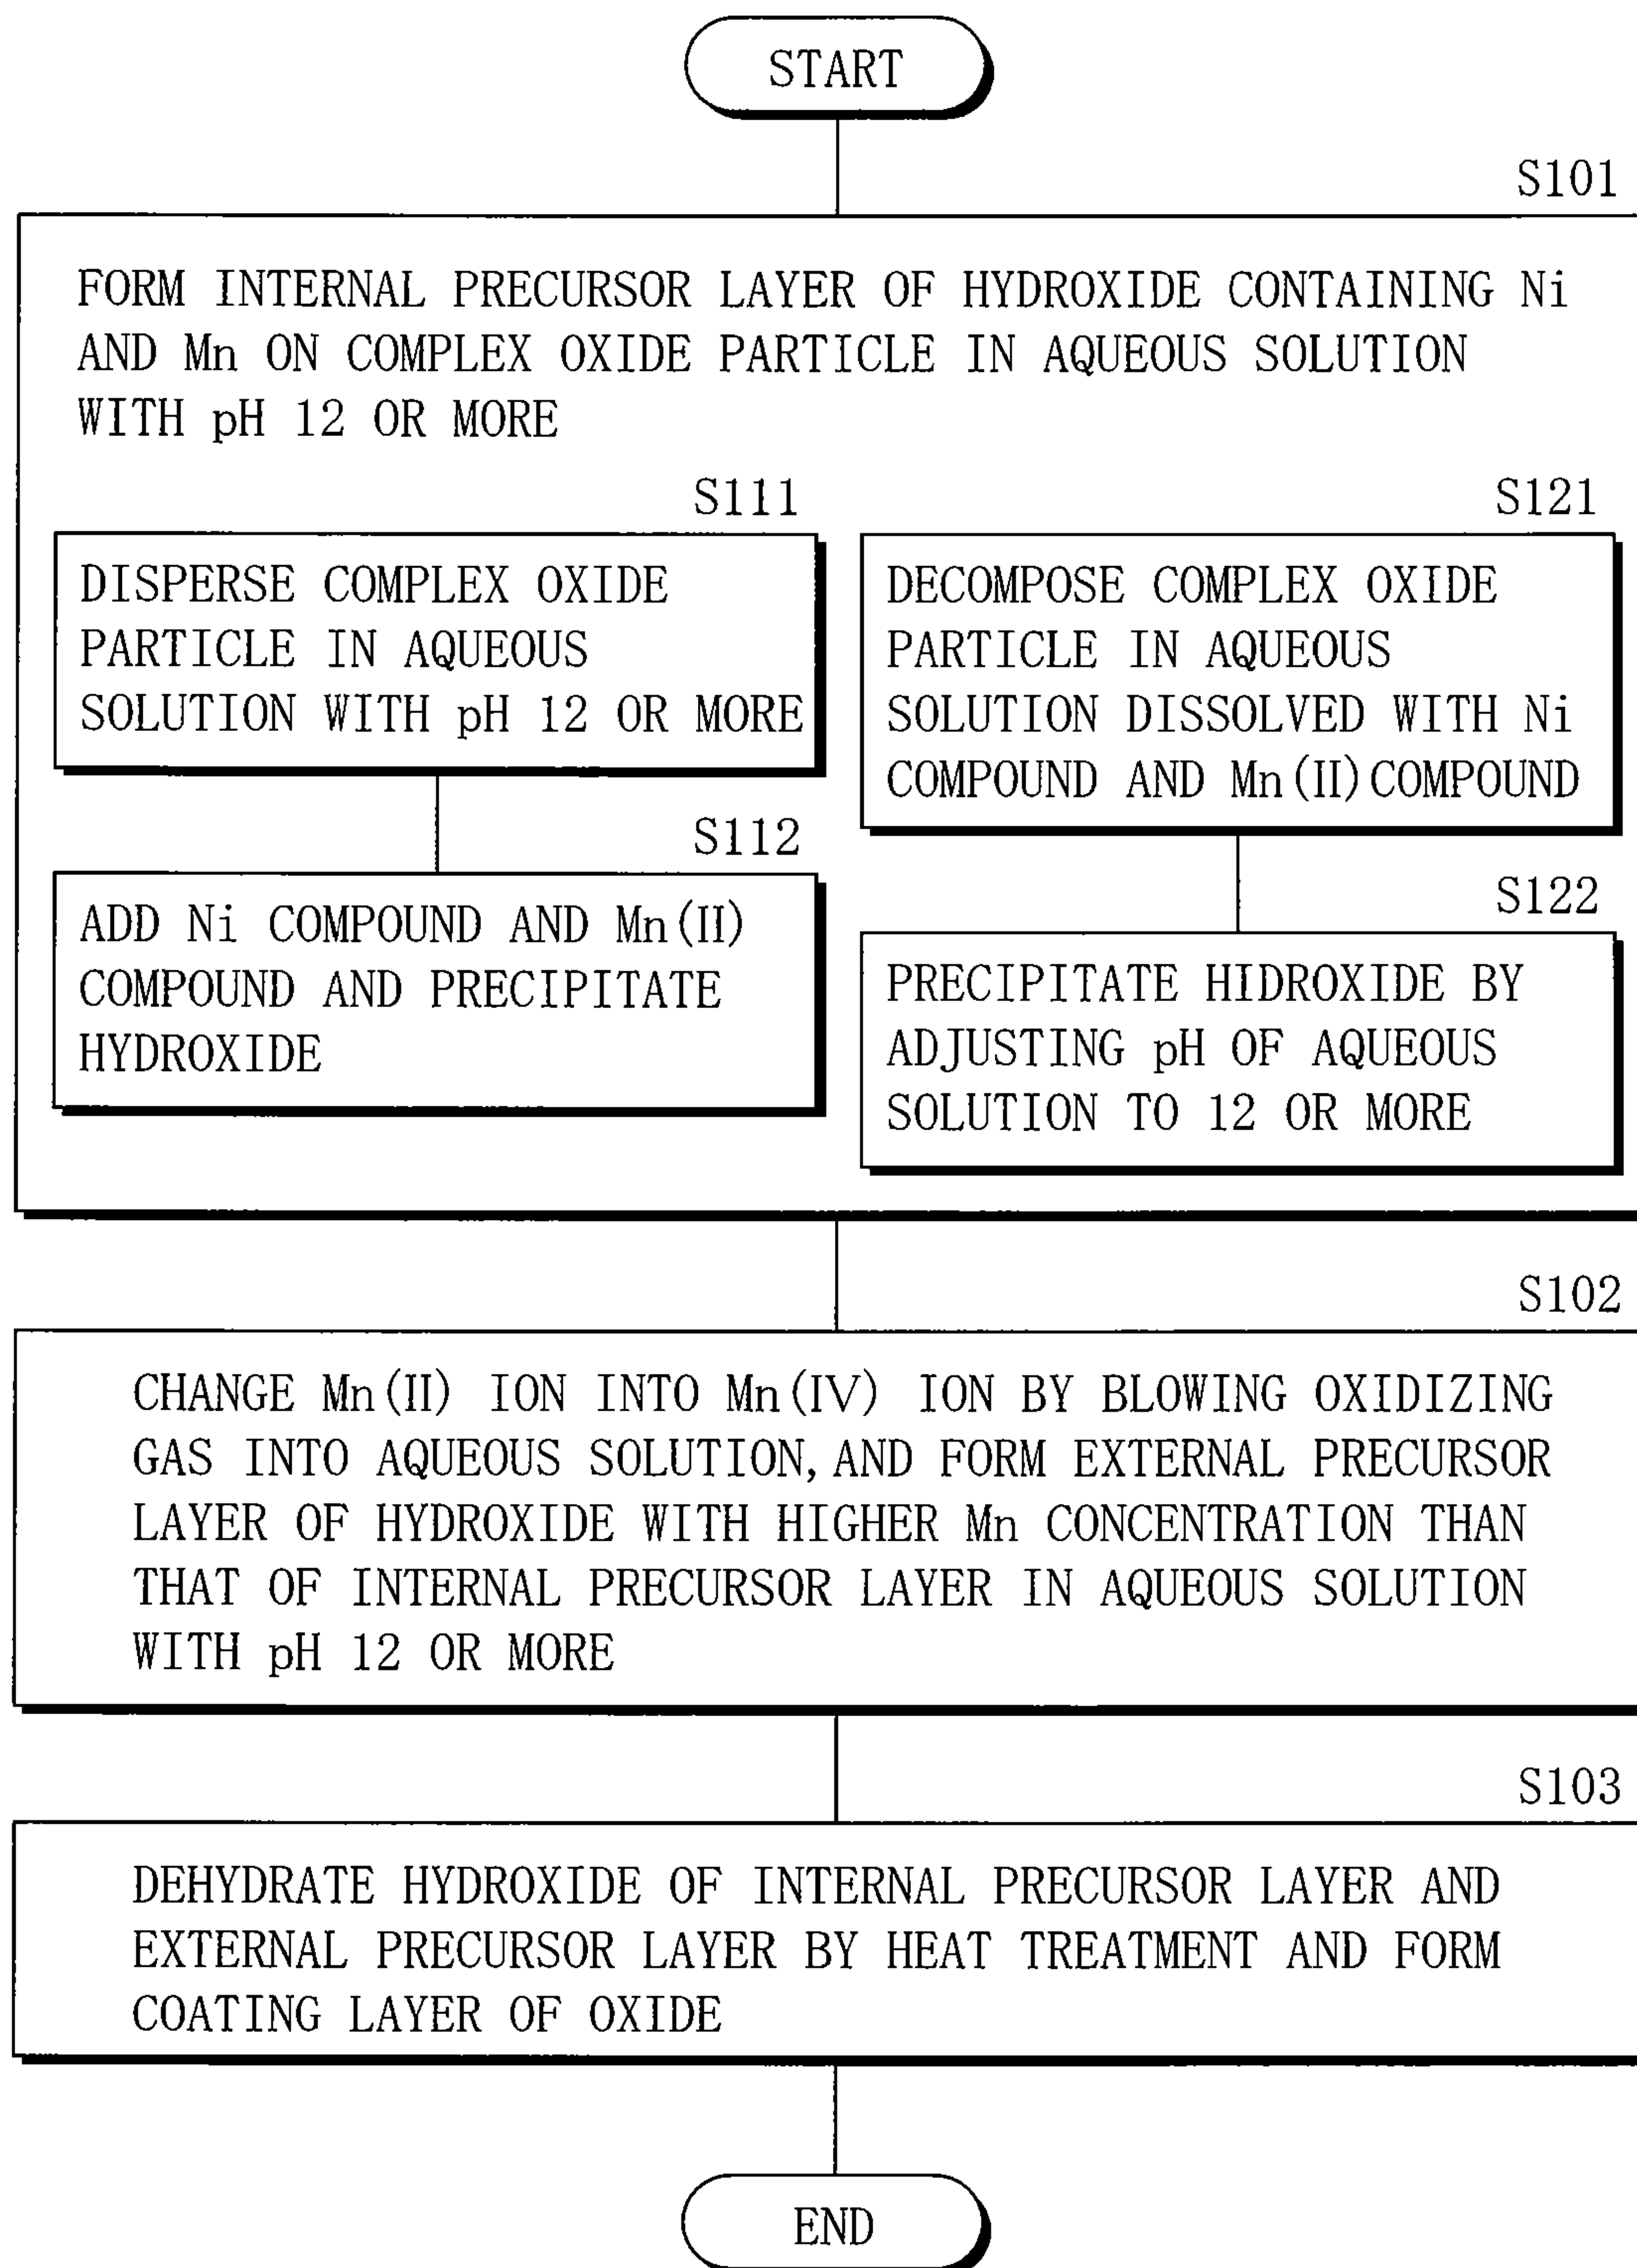 START
S101
FORM INTERNAL PRECURSOR LAYER OF HYDROXIDE CONTAINING Ni
AND Mn ON COMPLEX OXIDE PARTICLE IN AQUEOUS SOLUTION
WITH pH 12 OR MORE
S111
DISPERSE COMPLEX OXIDE
PARTICLE IN AQUEOUS
SOLUTION WITH pH 12 OR MORE
S112
ADD Ni COMPOUND AND Mn(II)
COMPOUND AND PRECIPITATE
HYDROXIDE
S121
DECOMPOSE COMPLEX OXIDE
PARTICLE IN AQUEOUS
SOLUTION DISSOLVED WITH Ni
COMPOUND AND Mn(II)COMPOUND
S122
PRECIPITATE HIDROXIDE BY
ADJUSTING pH OF AQUEOUS
SOLUTION TO 12 OR MORE
S102
CHANGE Mn(II) ION INTO Mn(IV) ION BY BLOWING OXIDIZING
GAS INTO AQUEOUS SOLUTION, AND FORM EXTERNAL PRECURSOR
LAYER OF HYDROXIDE WITH HIGHER Mn CONCENTRATION THAN
THAT OF INTERNAL PRECURSOR LAYER IN AQUEOUS SOLUTION
WITH pH 12 OR MORE
S103
DEHYDRATE HYDROXIDE OF INTERNAL PRECURSOR LAYER AND
EXTERNAL PRECURSOR LAYER BY HEAT TREATMENT AND FORM
COATING LAYER OF OXIDE
END